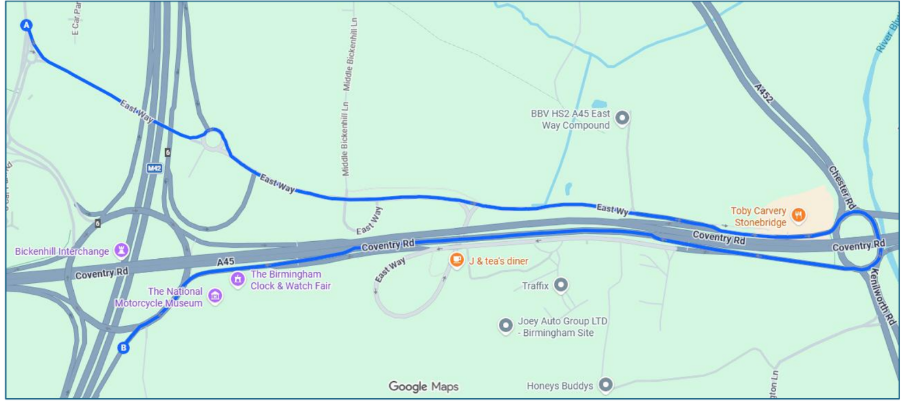 A
E Car Par
East Way
M42
Middle Bickenhill Ln
Middle Bickenhill Ln
East Way
East Way
BBV HS2 A45 East
Way Compound
A452
River Bly
Chester Rd
Toby Carvery
Stonebridge
East Wy
Coventry Rd
Coventry Rd
Kenilworth Rd
Bickenhill Interchange
Coventry Rd
A45
Coventry Rd
The Birmingham
Clock & Watch Fair
The National
Motorcycle Museum
East Way
J & tea's diner
Traffix
Joey Auto Group LTD
- Birmingham Site
B
Google Maps
Honeys Buddys
gton Ln